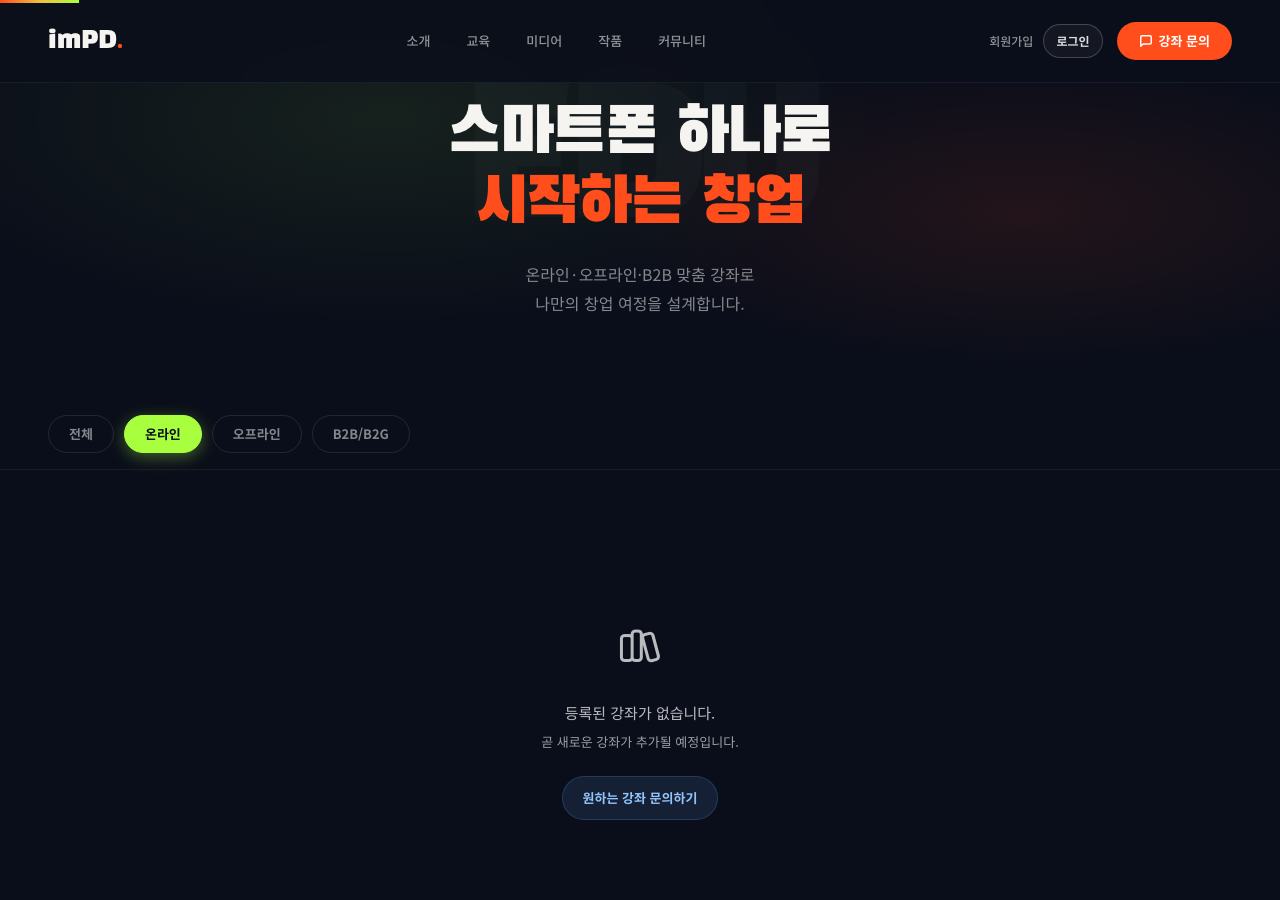 imPD.
소개
교육
미디어
작품
커뮤니티
회원가입
로그인
강좌 문의
스마트폰 하나로
시작하는 창업
온라인·오프라인·B2B 맞춤 강좌로
나만의 창업 여정을 설계합니다.
전체
온라인
오프라인
B2B/B2G
등록된 강좌가 없습니다.
곧 새로운 강좌가 추가될 예정입니다.
원하는 강좌 문의하기